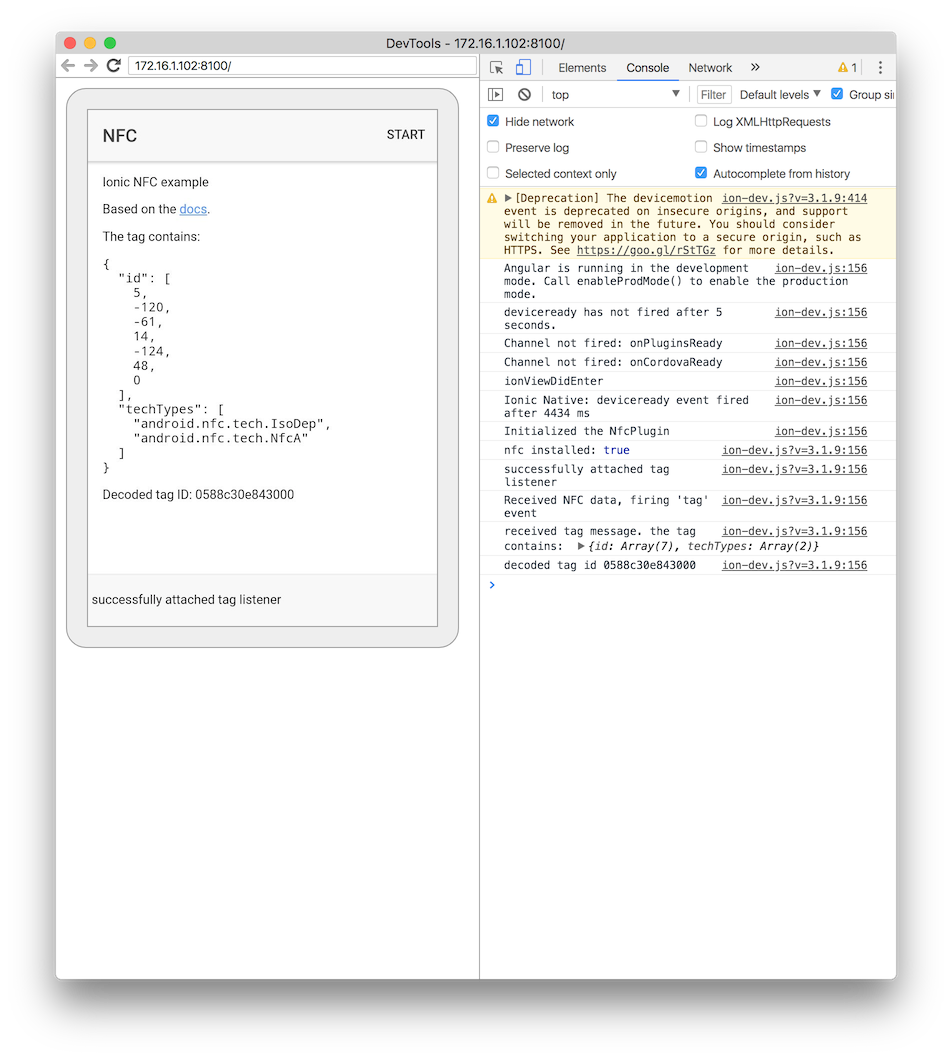 DevTools - 172.16.1.102:8100/
172.16.1.102:8100/
NFC
START
Ionic NFC example
Based on the docs.
The tag contains:
{
"id": [
5,
-120,
-61,
14,
-124,
48,
0
],
"techTypes": [
"android.nfc.tech.IsoDep",
"android.nfc.tech.NfcA"
]
}
Decoded tag ID: 0588c30e843000
successfully attached tag listener
Elements Console Network » 1
top Filter Default levels Group si
Hide network Log XMLHttpRequests
Preserve log Show timestamps
Selected context only Autocomplete from history
[Deprecation] The devicemotion ion-dev.js?v=3.1.9:414
event is deprecated on insecure origins, and support
will be removed in the future. You should consider
switching your application to a secure origin, such as
HTTPS. See https://goo.gl/rStTGz for more details.
Angular is running in the development ion-dev.js:156
mode. Call enableProdMode() to enable the production
mode.
deviceready has not fired after 5 ion-dev.js:156
seconds.
Channel not fired: onPluginsReady ion-dev.js:156
Channel not fired: onCordovaReady ion-dev.js:156
ionViewDidEnter ion-dev.js:156
Ionic Native: deviceready event fired ion-dev.js:156
after 4434 ms
Initialized the NfcPlugin ion-dev.js:156
nfc installed: true ion-dev.js?v=3.1.9:156
successfully attached tag ion-dev.js?v=3.1.9:156
listener
Received NFC data, firing 'tag' ion-dev.js?v=3.1.9:156
event
received tag message. the tag ion-dev.js?v=3.1.9:156
contains: ▶{id: Array(7), techTypes: Array(2)}
decoded tag id 0588c30e843000 ion-dev.js?v=3.1.9:156